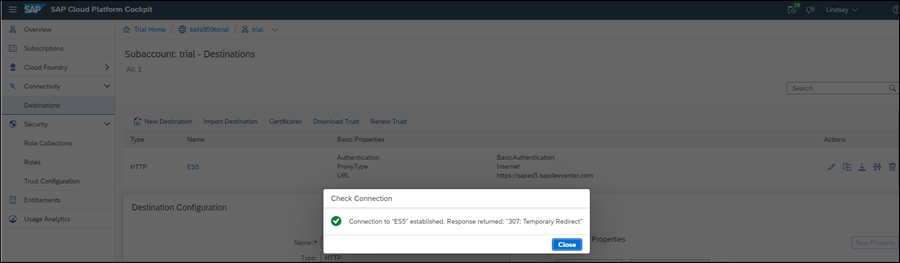 SAP SAP Cloud Platform Cockpit Lindsay
Overview
Subscriptions
Cloud Foundry
Connectivity
Destinations
Security
Role Collections
Roles
Trust Configuration
Entitlements
Usage Analytics
Trial Home / bbfa959btrial / trial
Subaccount: trial - Destinations
All: 1
Search
New Destination Import Destination Certificates Download Trust Renew Trust
Type Name Basic Properties Actions
HTTP ES5
Authentication BasicAuthentication
ProxyType Internet
URL https://sapes5.sapdevcenter.com
Check Connection
Connection to "ES5" established. Response returned: "307: Temporary Redirect"
Close
Destination Configuration
Properties New Property
Name: *
Type: HTTP